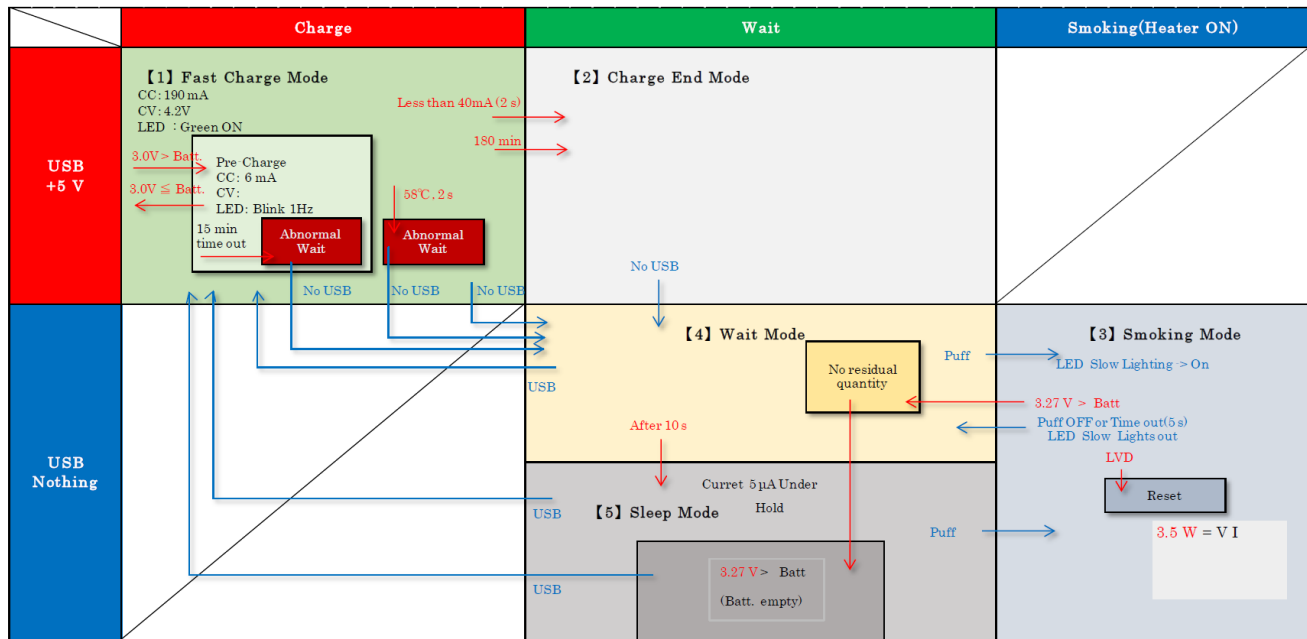 Charge
Wait
Smoking(Heater ON)
USB
+5 V
【1】Fast Charge Mode
CC: 190 mA
CV: 4.2V
LED :Green ON
3.0V> Batt.
3.0V ≦ Batt.
Pre-Charge
CC: 6 mA
CV:
LED: Blink 1Hz
15 min
time out
Abnormal
Wait
58℃, 2 s
Abnormal
Wait
No USB
No USB
No USB
Less than 40mA (2 s)
180 min
【2】Charge End Mode
No USB
USB
Nothing
【4】Wait Mode
No residual
quantity
USB
After 10 s
Puff
【3】Smoking Mode
LED Slow Lighting -> On
3.27 V > Batt
Puff OFF or Time out(5 s)
LED Slow Lights out
LVD
Reset
3.5 W = V I
Curret 5 μA Under
Hold
【5】Sleep Mode
USB
Puff
3.27 V > Batt
(Batt. empty)
USB